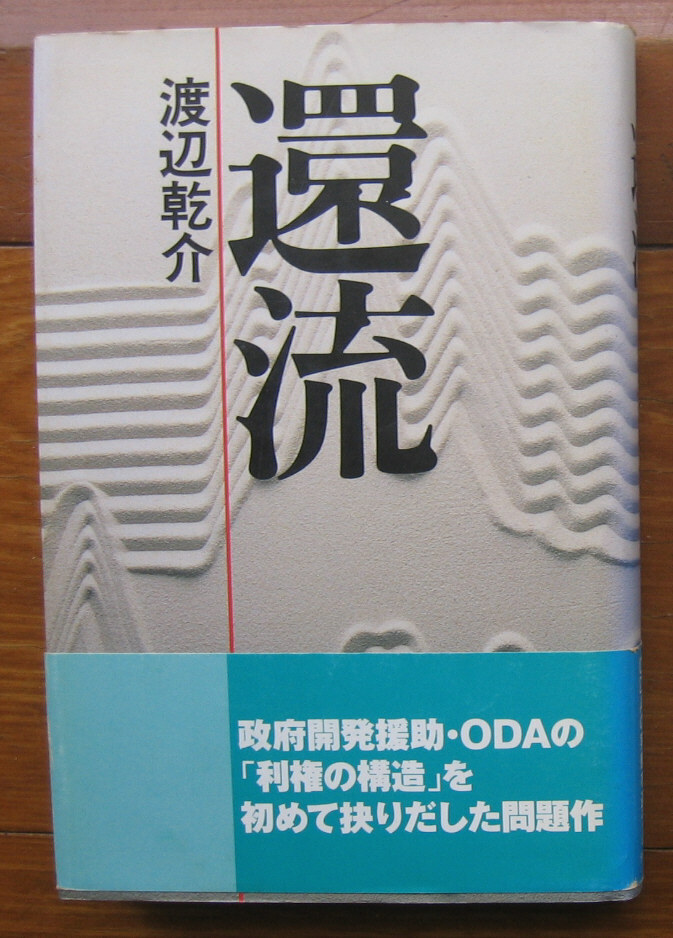 還流
渡辺乾介
政府開発援助・ODAの
「利権の構造」を
初めて抉りだした問題作